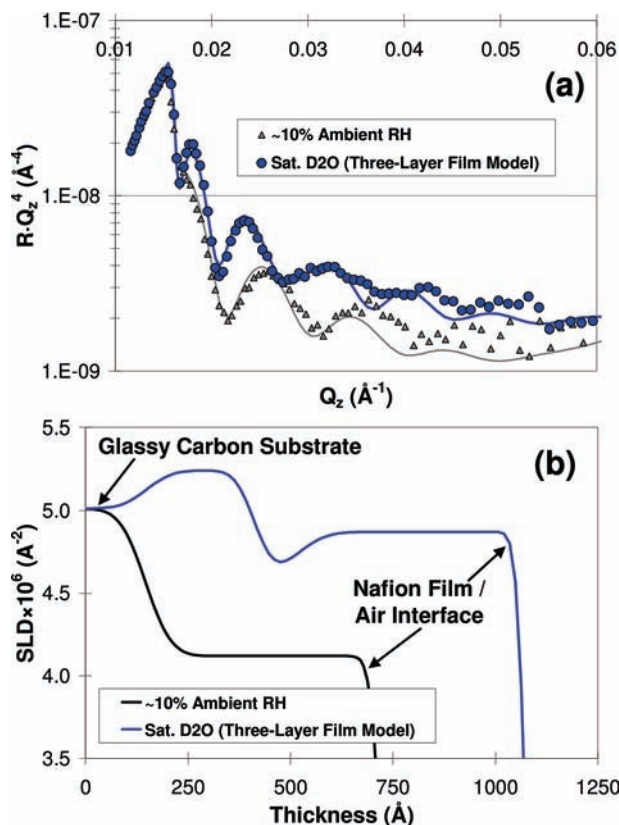 1.E-07
0.01 0.02 0.03 0.04 0.05 0.06
(a)
~10% Ambient RH
Sat. D2O (Three-Layer Film Model)
R·Qz⁴ (Å⁻⁴)
1.E-08
1.E-09
Qz (Å⁻¹)
Glassy Carbon Substrate
(b)
5.5
5.0
4.5
4.0
3.5
SLD×10⁶ (A⁻²)
Nafion Film /
Air Interface
~10% Ambient RH
Sat. D2O (Three-Layer Film Model)
0 250 500 750 1000 1250
Thickness (Å)